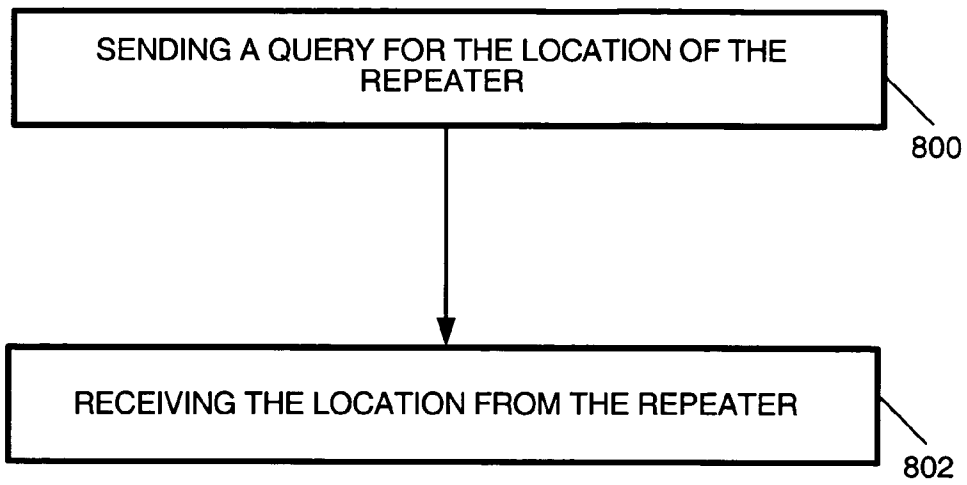 SENDING A QUERY FOR THE LOCATION OF THE
REPEATER
800
RECEIVING THE LOCATION FROM THE REPEATER
802